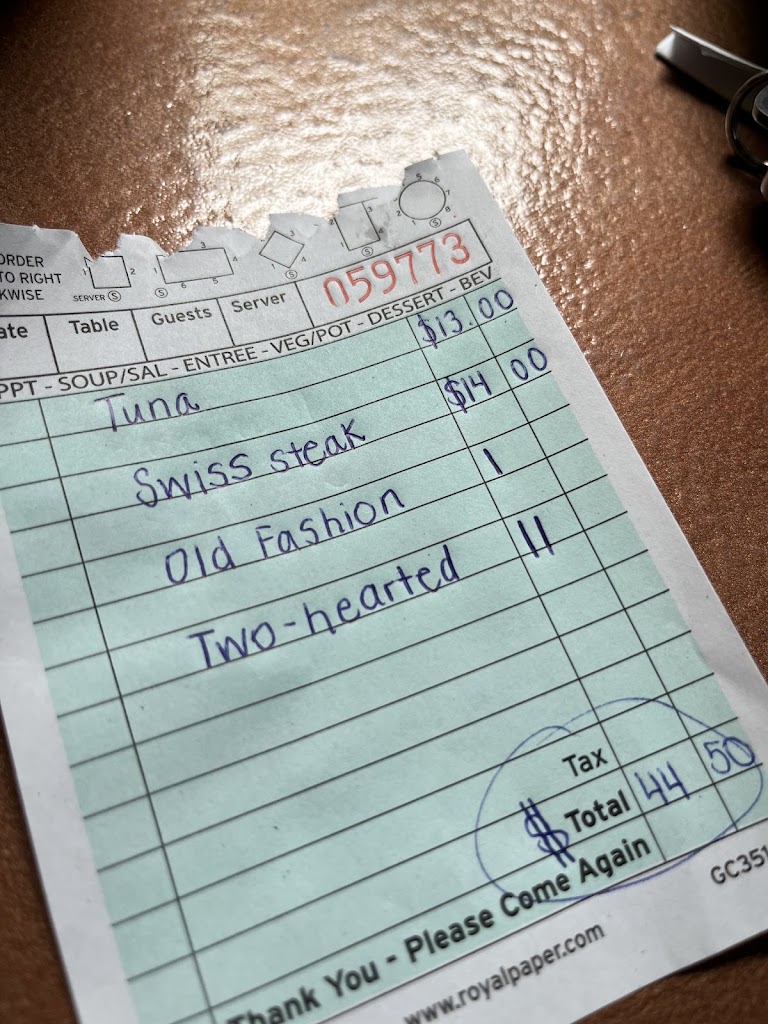 ORDER
TO RIGHT
KWISE
SERVER Ⓢ
ate Table Guests Server 059773
PPT - SOUP/SAL - ENTREE - VEG/POT - DESSERT - BEV
Tuna $13.00
Swiss steak $14 00
Old Fashion I
Two-hearted II
Tax
$ Total 44 50
Thank You - Please Come Again
www.royalpaper.com
GC351